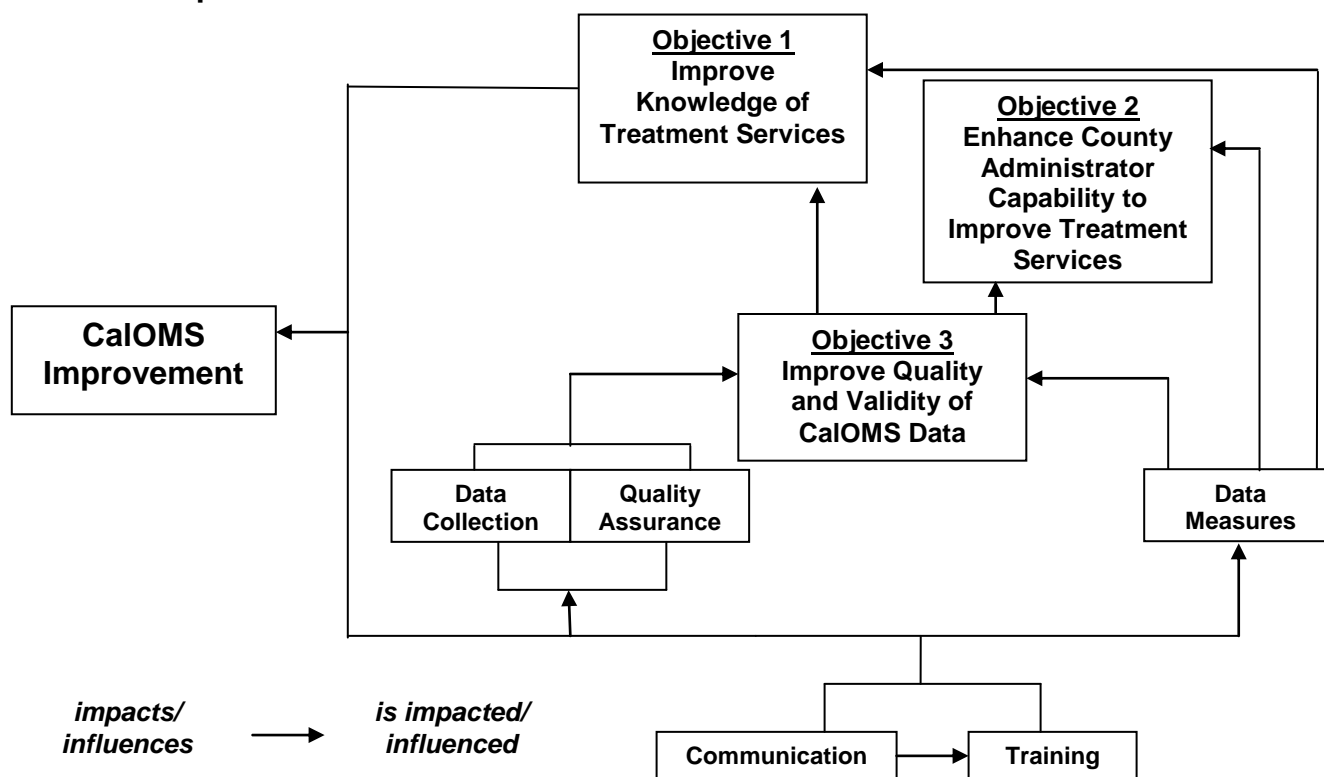 Objective 1
Improve
Knowledge of
Treatment Services
Objective 2
Enhance County
Administrator
Capability to
Improve Treatment
Services
CalOMS
Improvement
Objective 3
Improve Quality
and Validity of
CalOMS Data
Data
Collection
Quality
Assurance
Data
Measures
impacts/
influences
is impacted/
influenced
Communication
Training